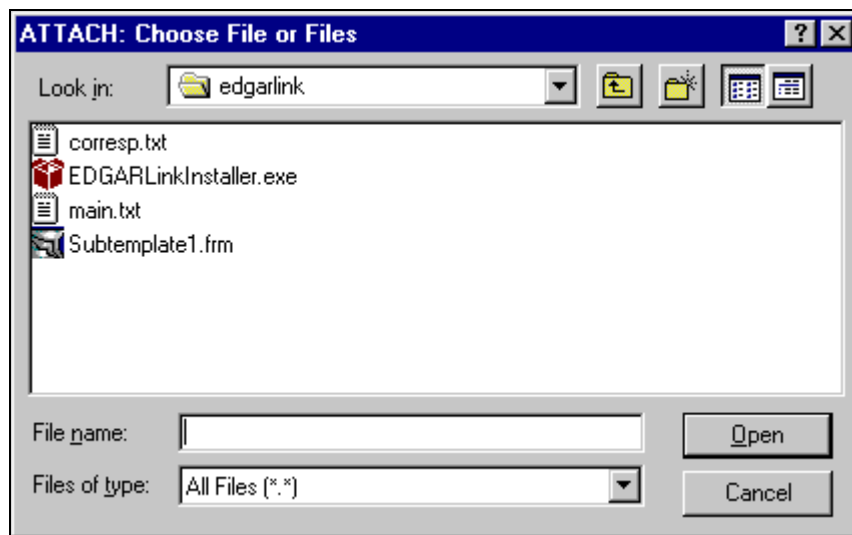 ATTACH: Choose File or Files
Look in: edgarlink
corresp.txt
EDGARLinkInstaller.exe
main.txt
Subtemplate1.frm
File name: Open
Files of type: All Files (*.*) Cancel